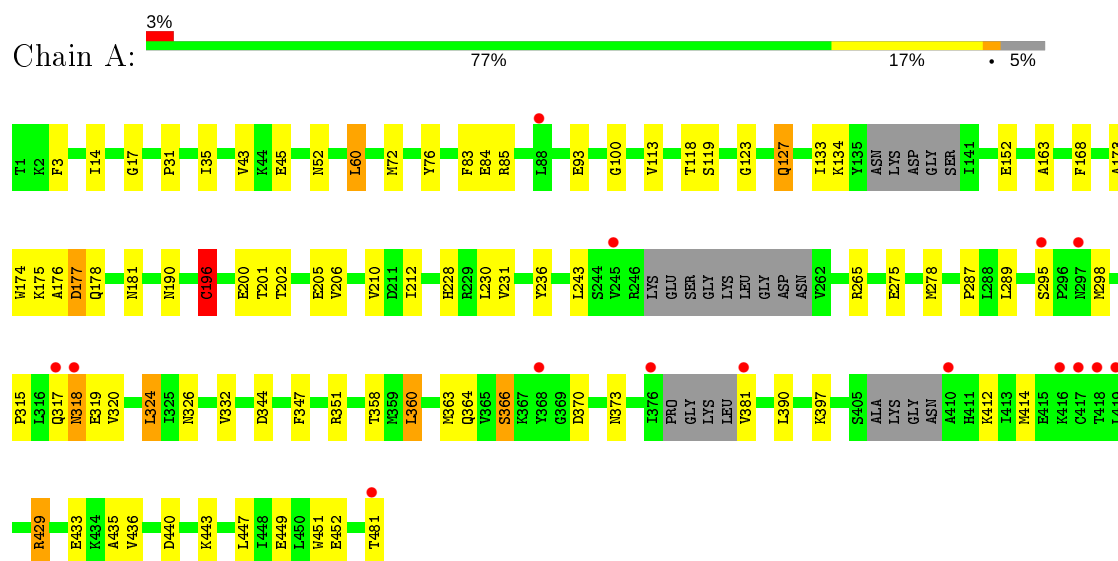 3%
Chain A:
77% 17% • 5%
T1 K2 F3 I14 G17 P31 I35 V43 K44 E45 N52 L60 M72 Y76 F83 E84 R85 L88 E93 G100 V113 T118 S119 G123 Q127 I133 K134 Y135 ASN LYS ASP GLY SER I141 E152 A163 F168 A173
W174 K175 A176 D177 Q178 N181 N190 C196 E200 T201 T202 E205 V206 V210 D211 I212 H228 R229 L230 V231 Y236 L243 S244 V245 R246 LYS GLU SER GLY LYS LEU GLY ASP ASN V262 R265 E275 M278 P287 L288 L289 S295 P296 N297 M298
P315 L316 Q317 N318 E319 V320 L324 I325 N326 V332 D344 F347 R351 T358 M359 L360 M363 Q364 V365 S366 K367 Y368 G369 D370 N373 I376 PRO GLY LYS LEU V381 L390 K397 S405 ALA LYS GLY ASN A410 H411 K412 I413 M414 E415 K416 C417 T418 L419
R429 E433 K434 A435 V436 D440 K443 L447 I448 E449 L450 W451 E452 T481